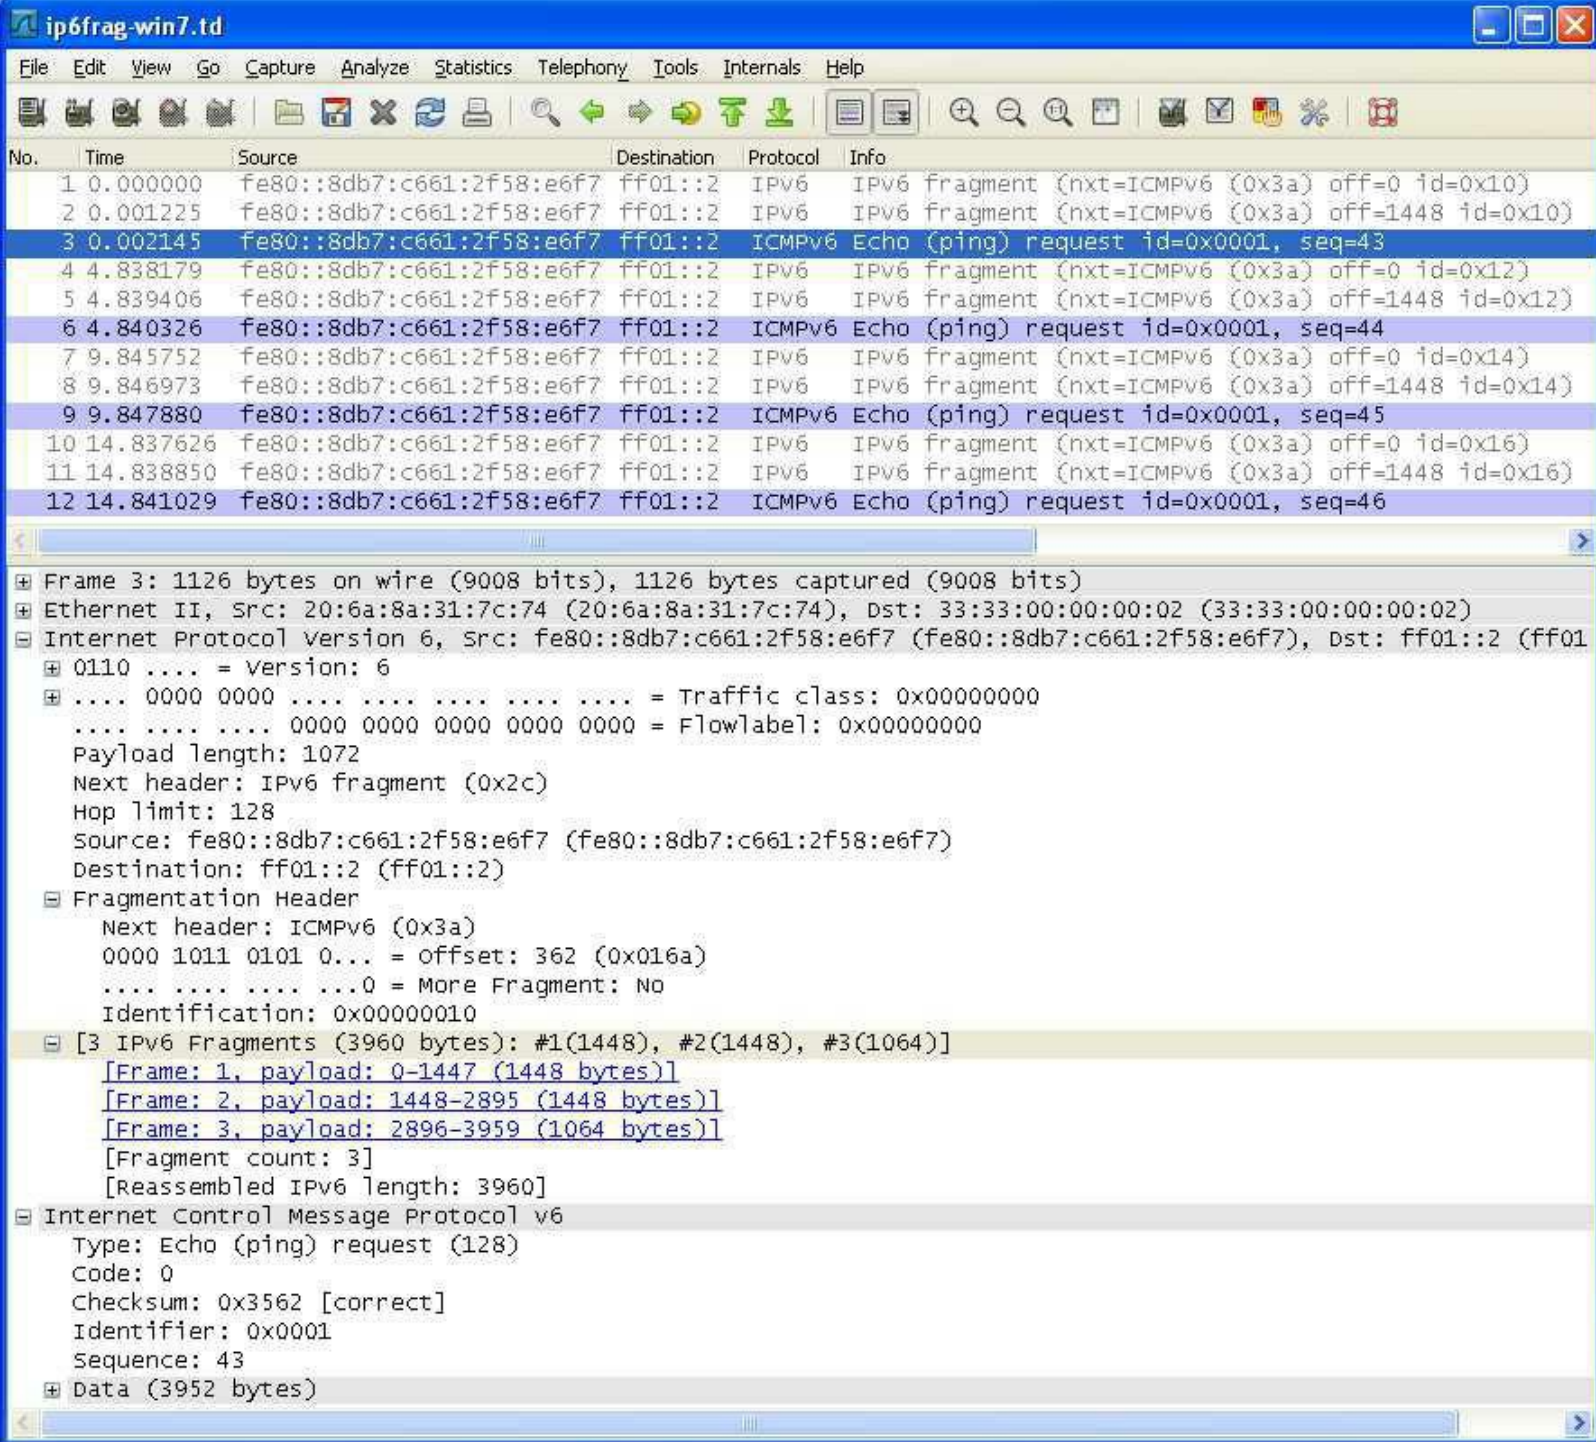 ip6frag-win7.td
File Edit View Go Capture Analyze Statistics Telephony Tools Internals Help
No. Time Source Destination Protocol Info
1 0.000000 fe80::8db7:c661:2f58:e6f7 ff01::2 IPv6 IPv6 fragment (nxt=ICMPv6 (0x3a) off=0 id=0x10)
2 0.001225 fe80::8db7:c661:2f58:e6f7 ff01::2 IPv6 IPv6 fragment (nxt=ICMPv6 (0x3a) off=1448 id=0x10)
3 0.002145 fe80::8db7:c661:2f58:e6f7 ff01::2 ICMPv6 Echo (ping) request id=0x0001, seq=43
4 4.838179 fe80::8db7:c661:2f58:e6f7 ff01::2 IPv6 IPv6 fragment (nxt=ICMPv6 (0x3a) off=0 id=0x12)
5 4.839406 fe80::8db7:c661:2f58:e6f7 ff01::2 IPv6 IPv6 fragment (nxt=ICMPv6 (0x3a) off=1448 id=0x12)
6 4.840326 fe80::8db7:c661:2f58:e6f7 ff01::2 ICMPv6 Echo (ping) request id=0x0001, seq=44
7 9.845752 fe80::8db7:c661:2f58:e6f7 ff01::2 IPv6 IPv6 fragment (nxt=ICMPv6 (0x3a) off=0 id=0x14)
8 9.846973 fe80::8db7:c661:2f58:e6f7 ff01::2 IPv6 IPv6 fragment (nxt=ICMPv6 (0x3a) off=1448 id=0x14)
9 9.847880 fe80::8db7:c661:2f58:e6f7 ff01::2 ICMPv6 Echo (ping) request id=0x0001, seq=45
10 14.837626 fe80::8db7:c661:2f58:e6f7 ff01::2 IPv6 IPv6 fragment (nxt=ICMPv6 (0x3a) off=0 id=0x16)
11 14.838850 fe80::8db7:c661:2f58:e6f7 ff01::2 IPv6 IPv6 fragment (nxt=ICMPv6 (0x3a) off=1448 id=0x16)
12 14.841029 fe80::8db7:c661:2f58:e6f7 ff01::2 ICMPv6 Echo (ping) request id=0x0001, seq=46
Frame 3: 1126 bytes on wire (9008 bits), 1126 bytes captured (9008 bits)
Ethernet II, Src: 20:6a:8a:31:7c:74 (20:6a:8a:31:7c:74), Dst: 33:33:00:00:00:02 (33:33:00:00:00:02)
Internet Protocol Version 6, Src: fe80::8db7:c661:2f58:e6f7 (fe80::8db7:c661:2f58:e6f7), Dst: ff01::2 (ff01
0110 .... = Version: 6
.... 0000 0000 .... .... .... .... .... = Traffic class: 0x00000000
.... .... .... 0000 0000 0000 0000 0000 = Flowlabel: 0x00000000
Payload length: 1072
Next header: IPv6 fragment (0x2c)
Hop limit: 128
Source: fe80::8db7:c661:2f58:e6f7 (fe80::8db7:c661:2f58:e6f7)
Destination: ff01::2 (ff01::2)
Fragmentation Header
Next header: ICMPv6 (0x3a)
0000 1011 0101 0... = Offset: 362 (0x016a)
.... .... .... ...0 = More Fragment: No
Identification: 0x00000010
[3 IPv6 Fragments (3960 bytes): #1(1448), #2(1448), #3(1064)]
[Frame: 1, payload: 0-1447 (1448 bytes)]
[Frame: 2, payload: 1448-2895 (1448 bytes)]
[Frame: 3, payload: 2896-3959 (1064 bytes)]
[Fragment count: 3]
[Reassembled IPv6 length: 3960]
Internet Control Message Protocol v6
Type: Echo (ping) request (128)
Code: 0
Checksum: 0x3562 [correct]
Identifier: 0x0001
Sequence: 43
Data (3952 bytes)